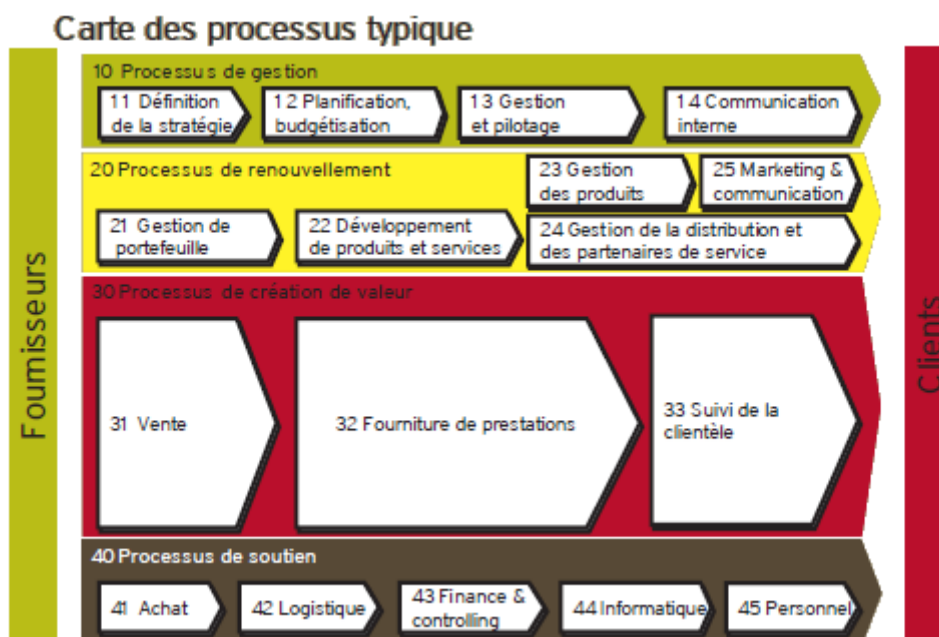 Carte des processus typique
Fournisseurs
10 Processus de gestion
11 Définition
de la stratégie
12 Planification,
budgétisation
13 Gestion
et pilotage
14 Communication
interne
20 Processus de renouvellement
21 Gestion de
portefeuille
22 Développement
de produits et services
23 Gestion
des produits
25 Marketing &
communication
24 Gestion de la distribution et
des partenaires de service
30 Processus de création de valeur
31 Vente
32 Fourniture de prestations
33 Suivi de la
clientèle
40 Processus de soutien
41 Achat
42 Logistique
43 Finance &
controlling
44 Informatique
45 Personnel
Clients